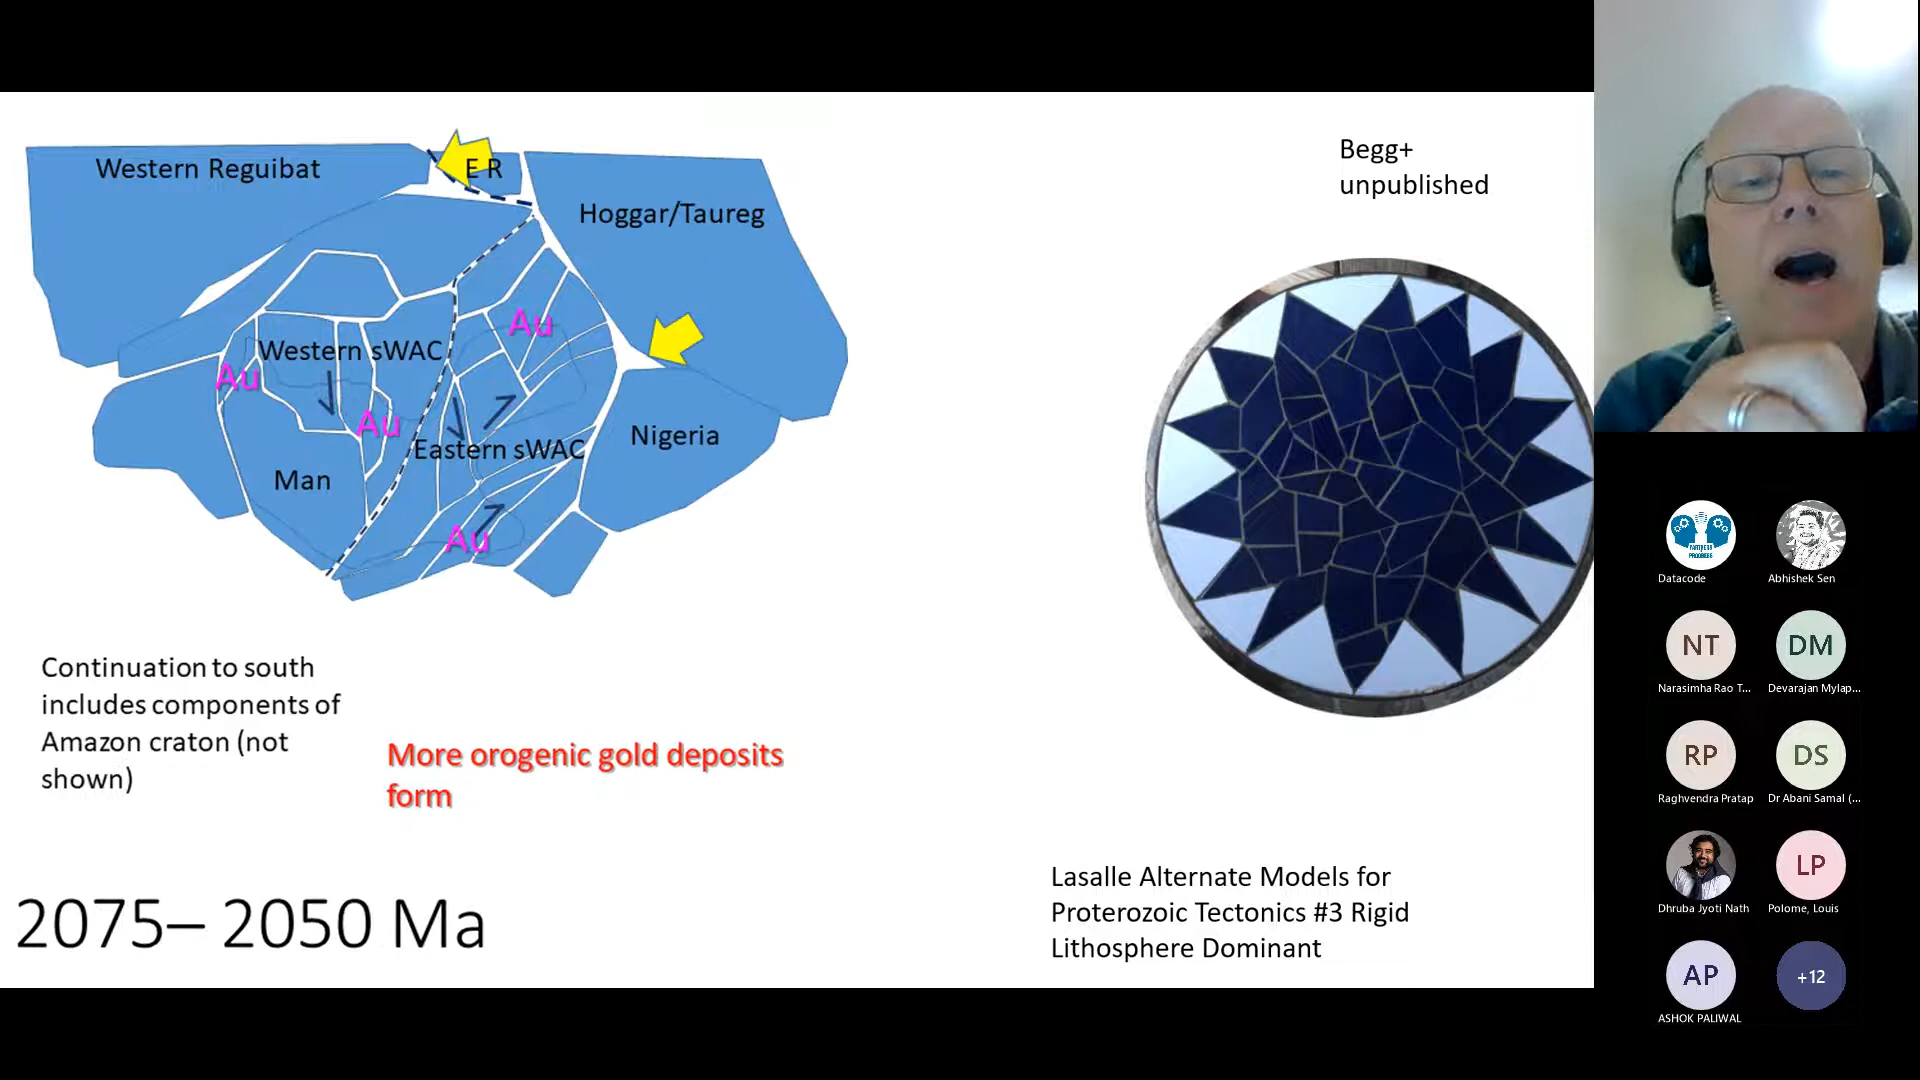 Western Reguibat
E R
Hoggar/Taureg
Au
Western sWAC
Au
Au
Eastern sWAC
Nigeria
Man
Au
Continuation to south
includes components of
Amazon craton (not
shown)
More orogenic gold deposits
form
2075– 2050 Ma
Begg+
unpublished
Lasalle Alternate Models for
Proterozoic Tectonics #3 Rigid
Lithosphere Dominant
Datacode
Abhishek Sen
NT
DM
Narasimha Rao T...
Devarajan Mylap...
RP
DS
Raghvendra Pratap
Dr Abani Samal (...
LP
Dhruba Jyoti Nath
Polome, Louis
AP
+12
ASHOK PALIWAL